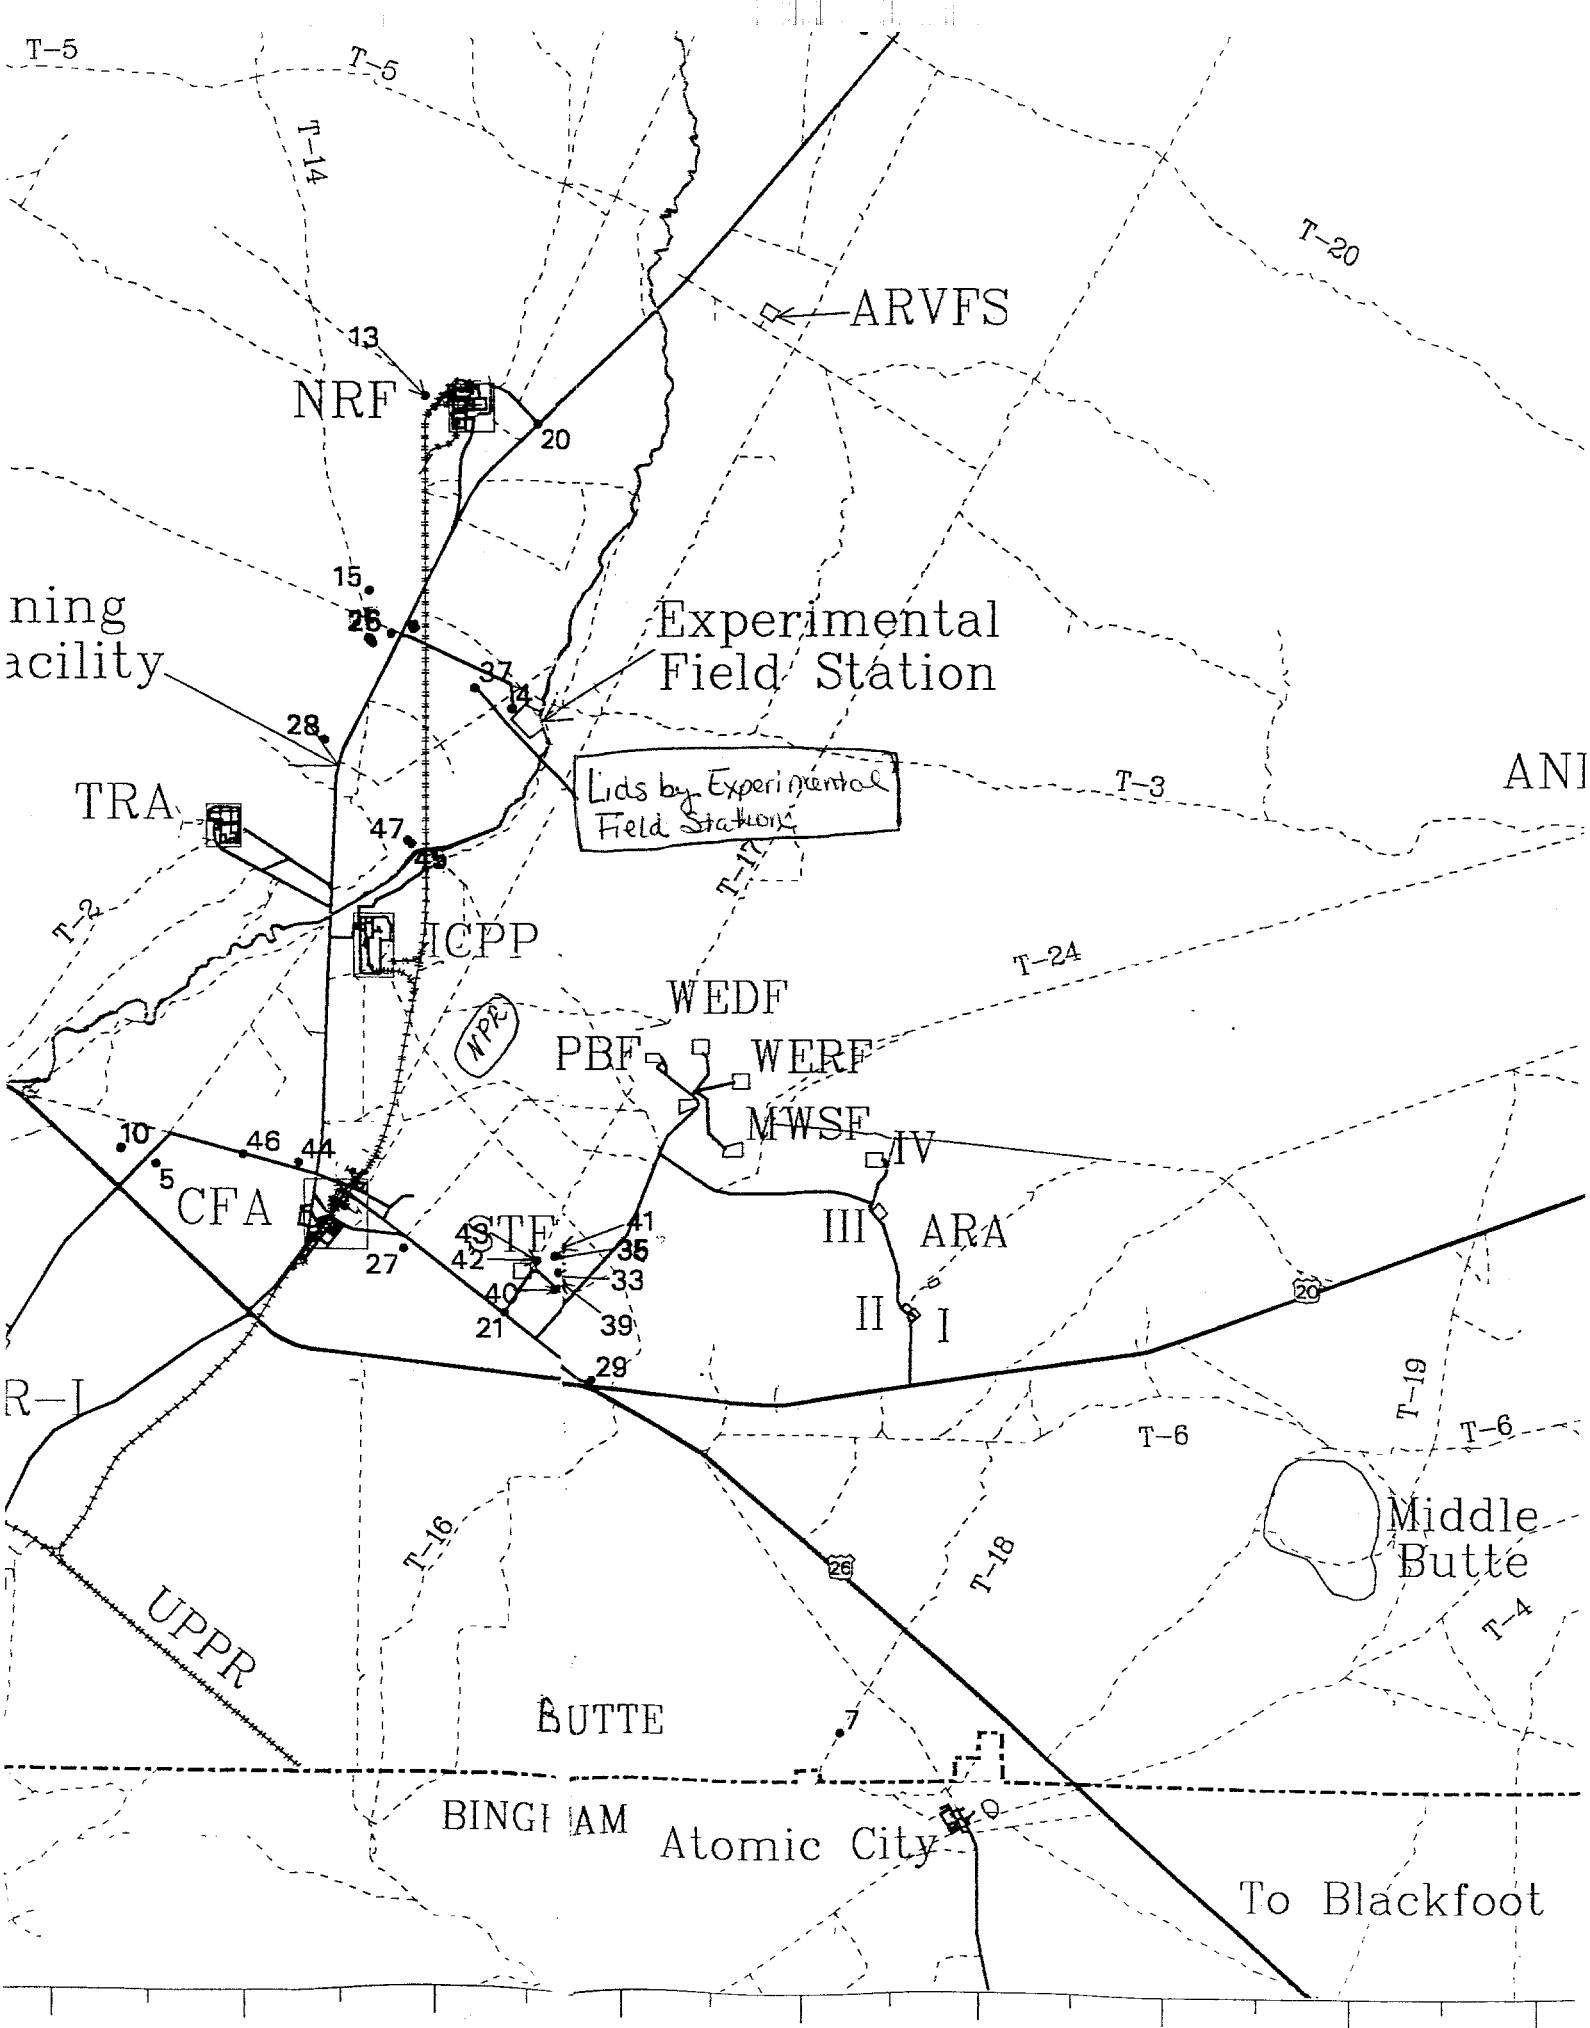 T-5
T-5
T-14
T-20
ARVFS
13
NRF
20
15
26
ning
acility
Experimental
Field Station
37
14
28
Lids by Experimental
Field Station
TRA
T-3
47
T-17
T-2
ICPP
T-24
NPR
WEDF
PBF
WERF
MWSF
10
46
44
IV
5
CFA
STF
43
41
III
ARA
42
27
33
40
20
21
39
II
I
29
R-I
T-19
T-6
T-6
Middle
Butte
T-16
26
T-18
UPPR
T-4
BUTTE
7
BINGHAM
Atomic City
To Blackfoot